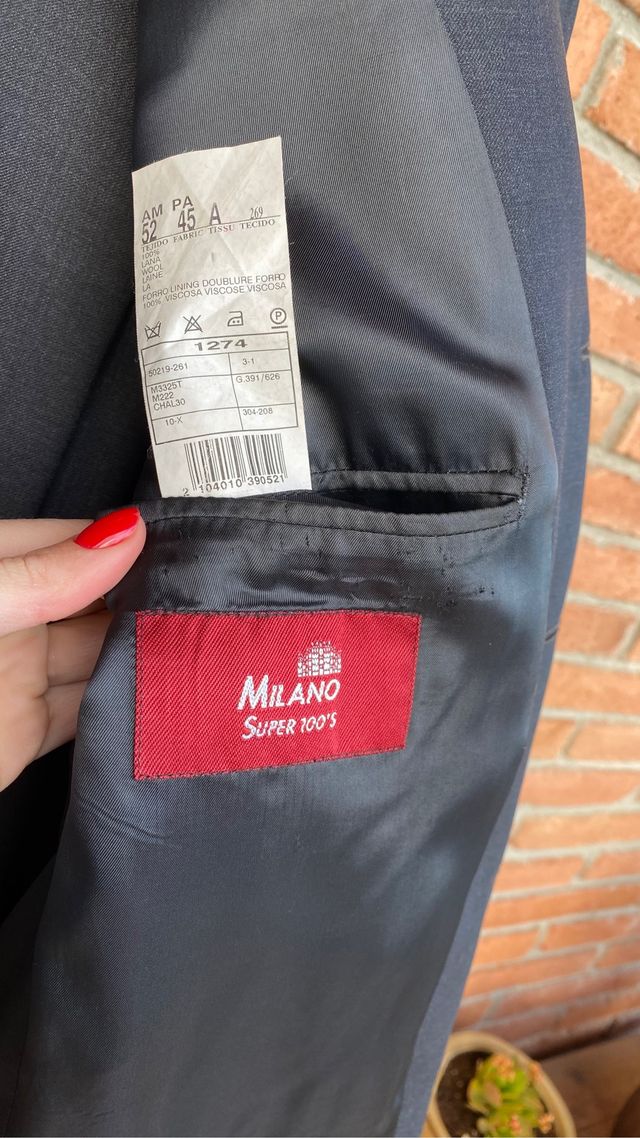 AM PA
52 45 A 269
TEJIDO FABRIC TISSU TECIDO
100%
LANA
WOOL
LAINE
LA
FORRO LINING DOUBLURE FORRO
100% VISCOSA VISCOSE VISCOSA
P
1274
50219-261 3-1
M3325T G.391/626
M222
CHAL30
10-X 304-208
2 104010 390521
MILANO
SUPER 100'S